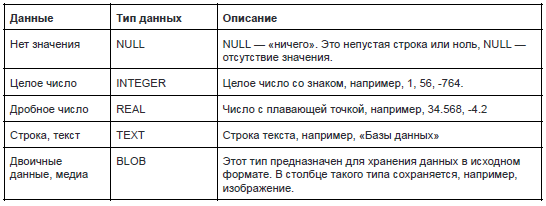 Данные Тип данных Описание
Нет значения NULL NULL — «ничего». Это непустая строка или ноль, NULL —
отсутствие значения.
Целое число INTEGER Целое число со знаком, например, 1, 56, -764.
Дробное число REAL Число с плавающей точкой, например, 34.568, -4.2
Строка, текст TEXT Строка текста, например, «Базы данных»
Двоичные BLOB Этот тип предназначен для хранения данных в исходном
данные, медиа формате. В столбце такого типа сохраняется, например,
изображение.